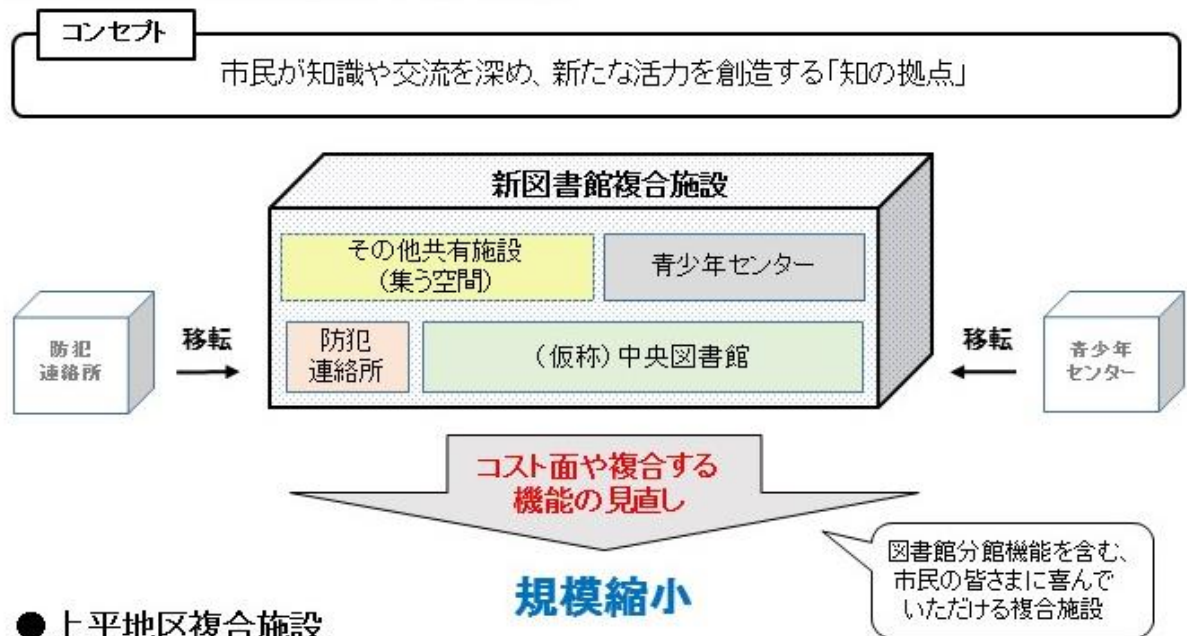 コンセプト
市民が知識や交流を深め、新たな活力を創造する「知の拠点」
新図書館複合施設
その他共有施設
(集う空間)
青少年センター
防犯
連絡所
(仮称)中央図書館
防犯
連絡所
移転
移転
青少年
センター
コスト面や複合する
機能の見直し
規模縮小
図書館分館機能を含む、
市民の皆さまに喜んで
いただける複合施設
●上平地区複合施設